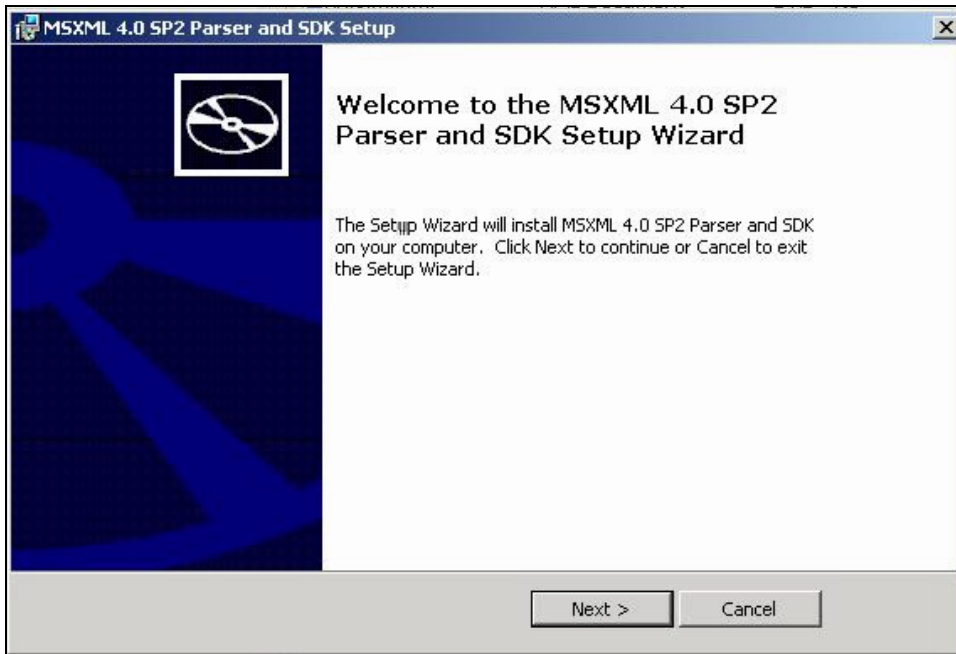 MSXML 4.0 SP2 Parser and SDK Setup
Welcome to the MSXML 4.0 SP2
Parser and SDK Setup Wizard
The Setup Wizard will install MSXML 4.0 SP2 Parser and SDK
on your computer. Click Next to continue or Cancel to exit
the Setup Wizard.
Next >
Cancel